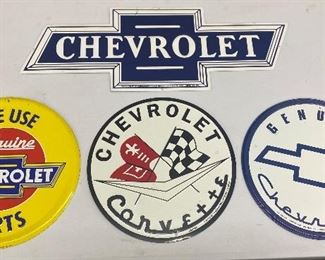 CHEVROLET
E USE
Genuine
ROLET
RTS
CHEVROLET
Corvette
GENU
Chevr